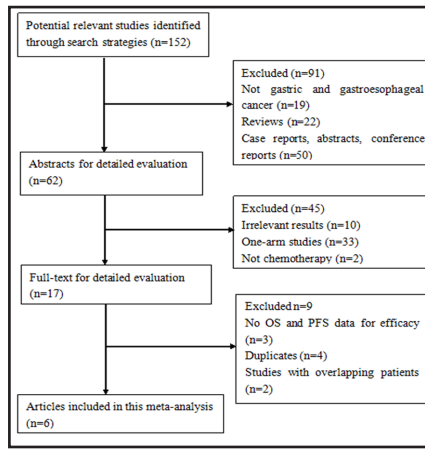 Potential relevant studies identified
through search strategies (n=152)
Excluded (n=91)
Not gastric and gastroesophageal
cancer (n=19)
Reviews (n=22)
Case reports, abstracts, conference
reports (n=50)
Abstracts for detailed evaluation
(n=62)
Excluded (n=45)
Irrelevant results (n=10)
One-arm studies (n=33)
Not chemotherapy (n=2)
Full-text for detailed evaluation
(n=17)
Excluded n=9
No OS and PFS data for efficacy
(n=3)
Duplicates (n=4)
Studies with overlapping patients
(n=2)
Articles included in this meta-analysis
(n=6)